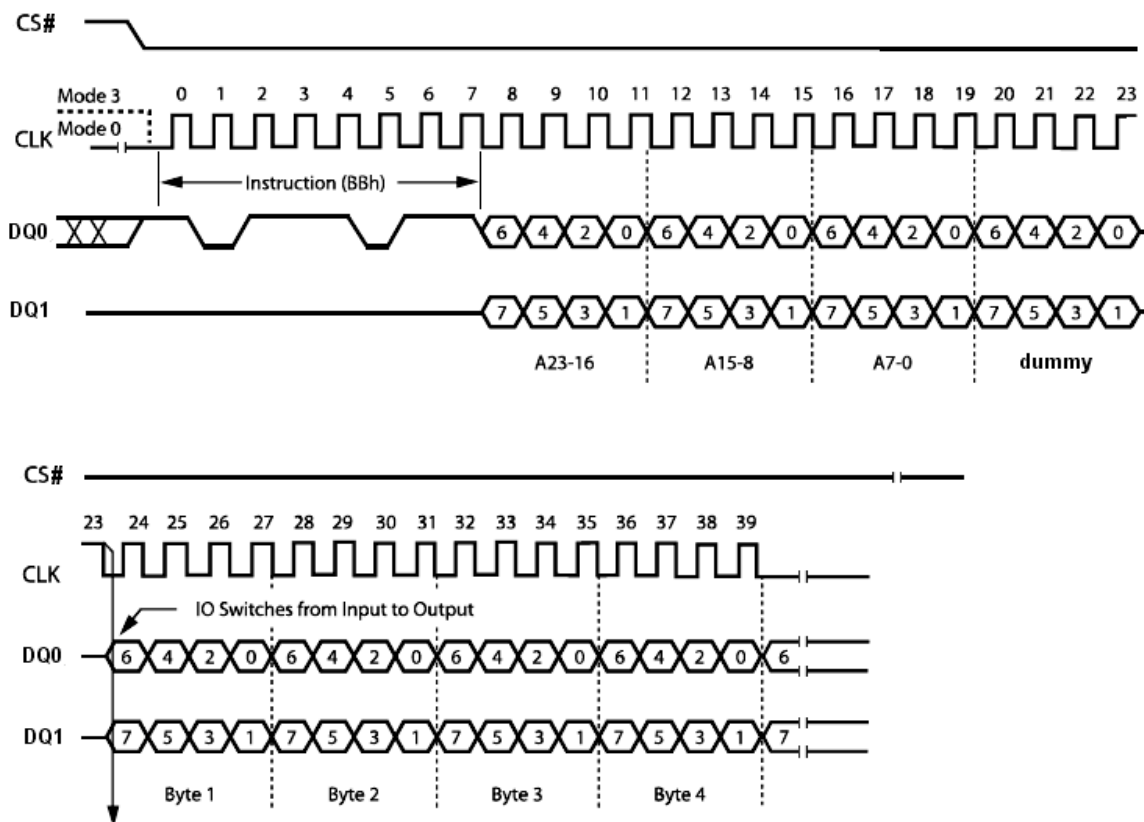 CS#
Mode 3 0 1 2 3 4 5 6 7 8 9 10 11 12 13 14 15 16 17 18 19 20 21 22 23
CLK Mode 0
Instruction (BBh)
DQ0 6 4 2 0 6 4 2 0 6 4 2 0 6 4 2 0
DQ1 7 5 3 1 7 5 3 1 7 5 3 1 7 5 3 1
A23-16 A15-8 A7-0 dummy
CS#
23 24 25 26 27 28 29 30 31 32 33 34 35 36 37 38 39
CLK
IO Switches from Input to Output
DQ0 6 4 2 0 6 4 2 0 6 4 2 0 6 4 2 0 6
DQ1 7 5 3 1 7 5 3 1 7 5 3 1 7 5 3 1 7
Byte 1 Byte 2 Byte 3 Byte 4